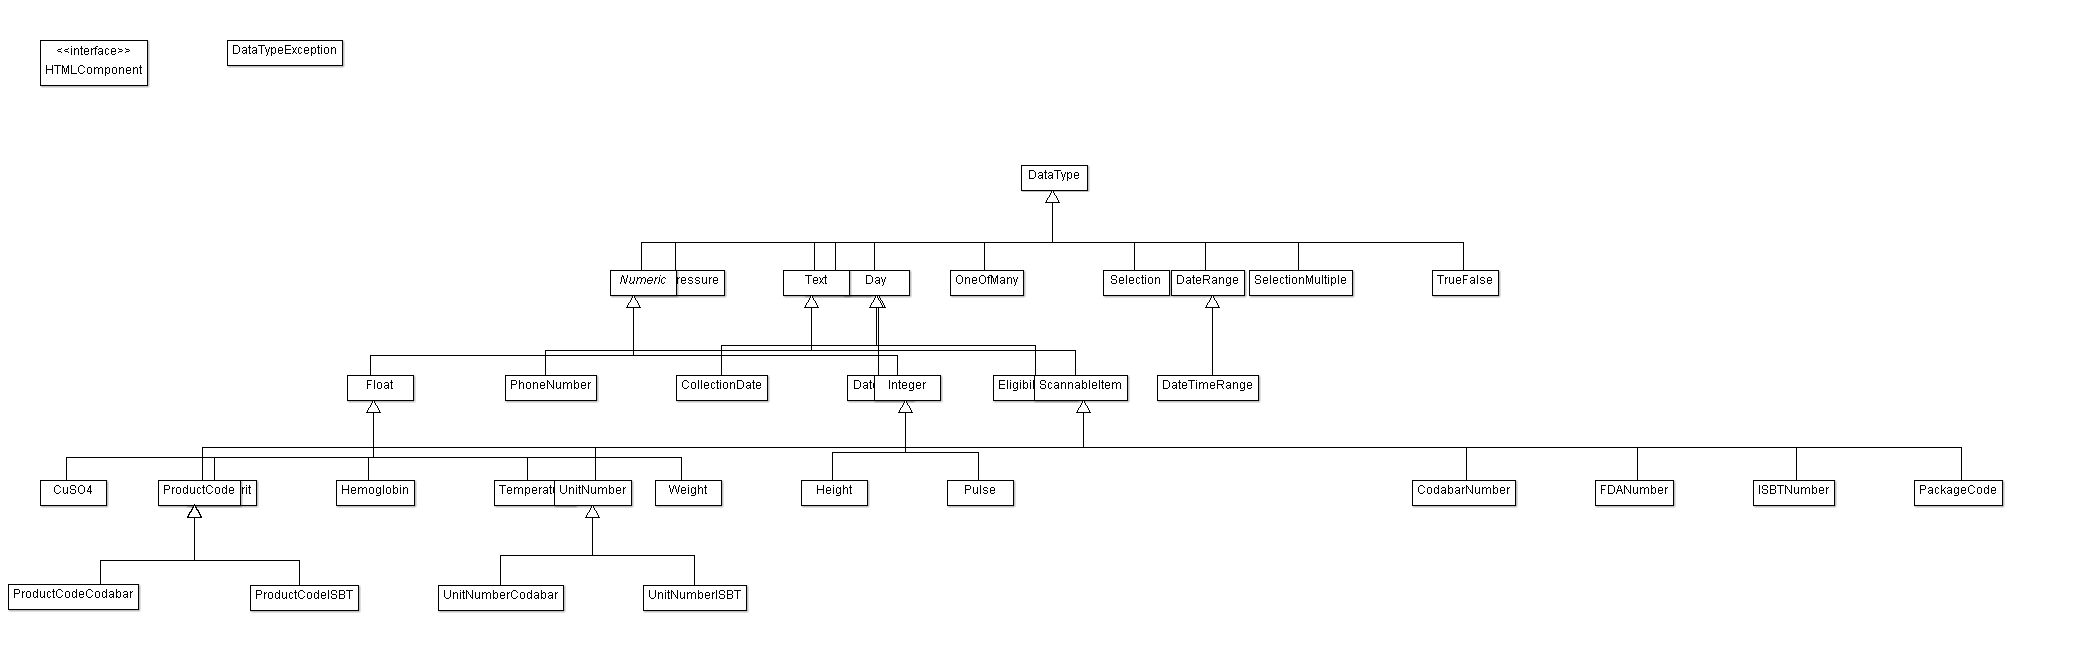 <<interface>>
HTMLComponent
DataTypeException
DataType
Numeric
ressure
Text
Day
OneOfMany
Selection
DateRange
SelectionMultiple
TrueFalse
Float
PhoneNumber
CollectionDate
Date
Integer
Eligibil
ScannableItem
DateTimeRange
CuSO4
ProductCode
rit
Hemoglobin
Temperat
UnitNumber
Weight
Height
Pulse
CodabarNumber
FDANumber
ISBTNumber
PackageCode
ProductCodeCodabar
ProductCodeISBT
UnitNumberCodabar
UnitNumberISBT